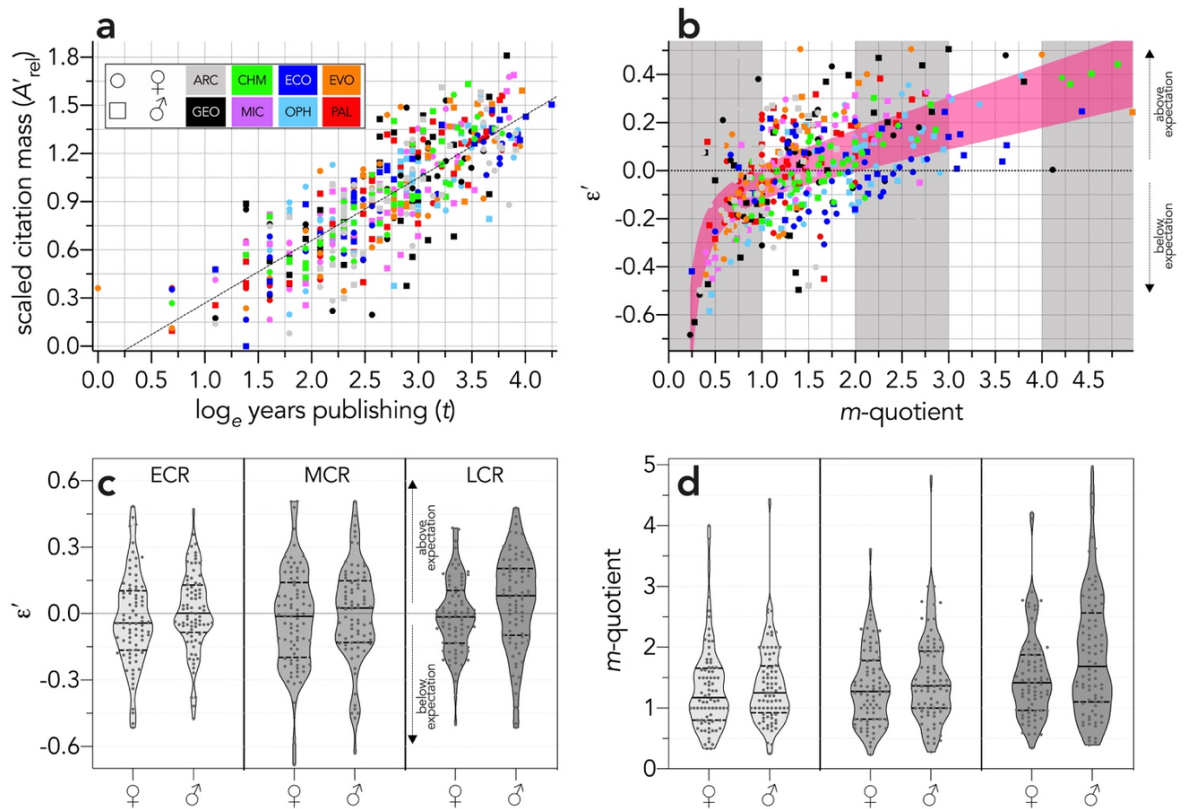 a
scaled citation mass (A′rel)
1.8
1.5
1.2
0.9
0.6
0.3
0.0
♀ ARC CHM ECO EVO
♂ GEO MIC OPH PAL
0.0 0.5 1.0 1.5 2.0 2.5 3.0 3.5 4.0
loge years publishing (t)
b
ε′
0.4
0.2
0.0
-0.2
-0.4
-0.6
0.0 0.5 1.0 1.5 2.0 2.5 3.0 3.5 4.0 4.5
m-quotient
above
expectation
below
expectation
c
ECR MCR LCR
ε′
0.6
0.3
0.0
-0.3
-0.6
above
expectation
below
expectation
♀ ♂ ♀ ♂ ♀ ♂
d
m-quotient
5
4
3
2
1
0
♀ ♂ ♀ ♂ ♀ ♂